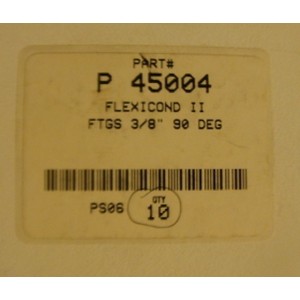 PART#
P 45004
FLEXICOND II
FTGS 3/8" 90 DEG
QTY
PS06 10